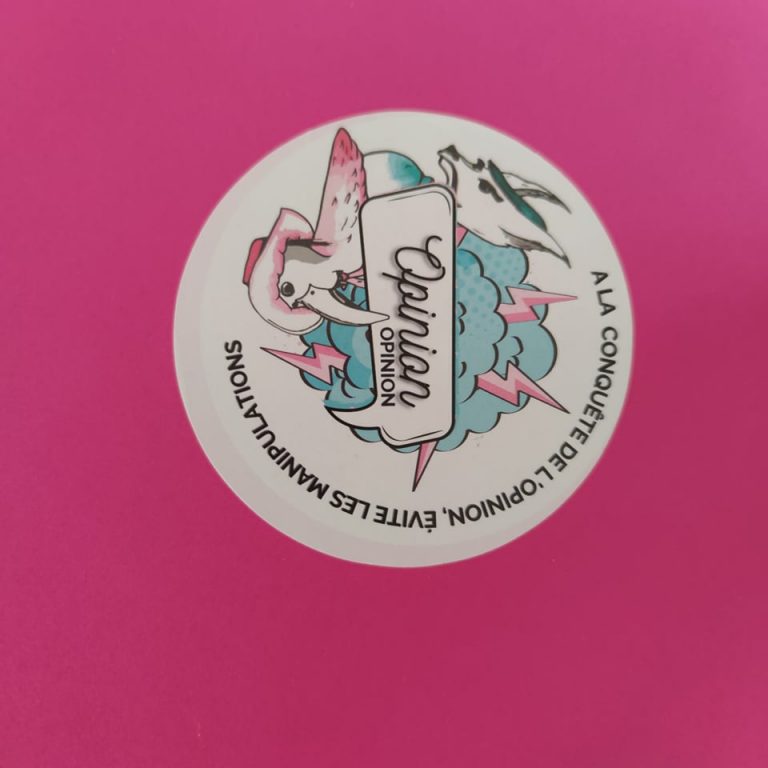 Opinion
OPINION
A LA CONQUÊTE DE L'OPINION, ÉVITE LES MANIPULATIONS